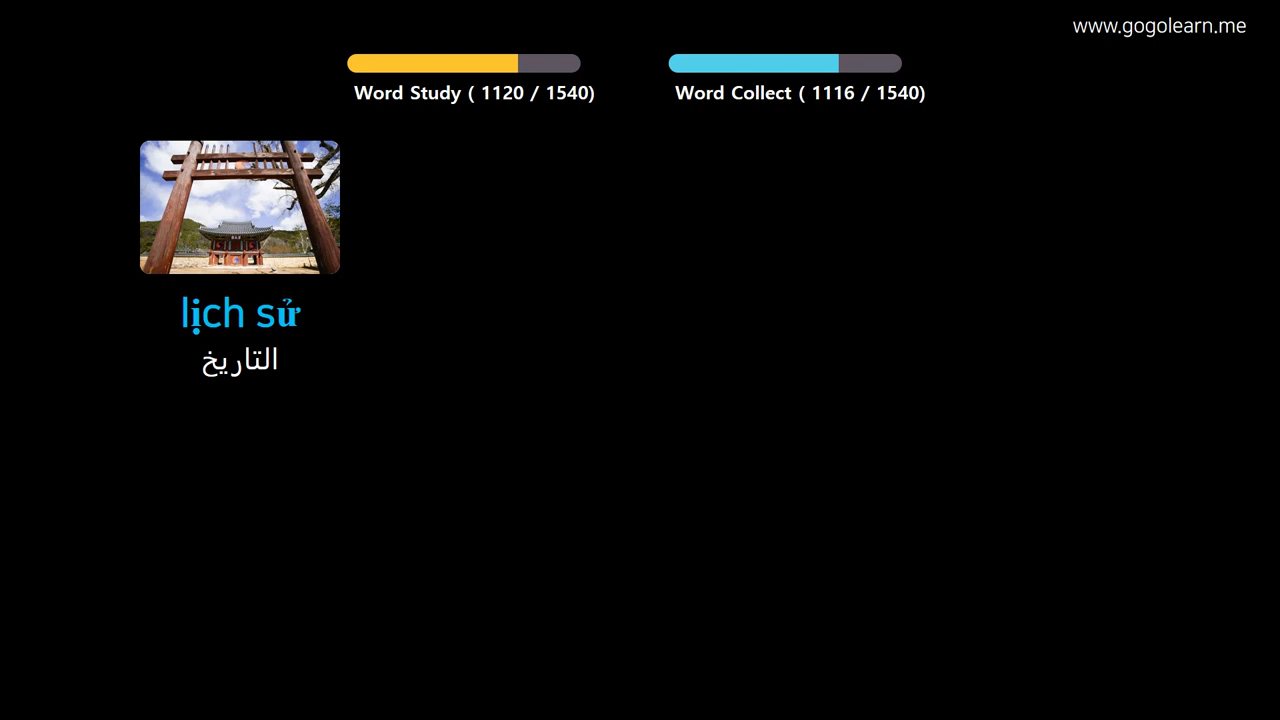 www.gogolearn.me
Word Study ( 1120 / 1540)
Word Collect ( 1116 / 1540)
lịch sử
التاريخ